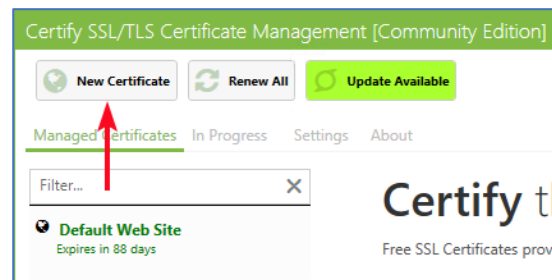 Certify SSL/TLS Certificate Management [Community Edition]
New Certificate Renew All Update Available
Managed Certificates In Progress Settings About
Filter...
Certify
Default Web Site
Expires in 88 days
Free SSL Certificates